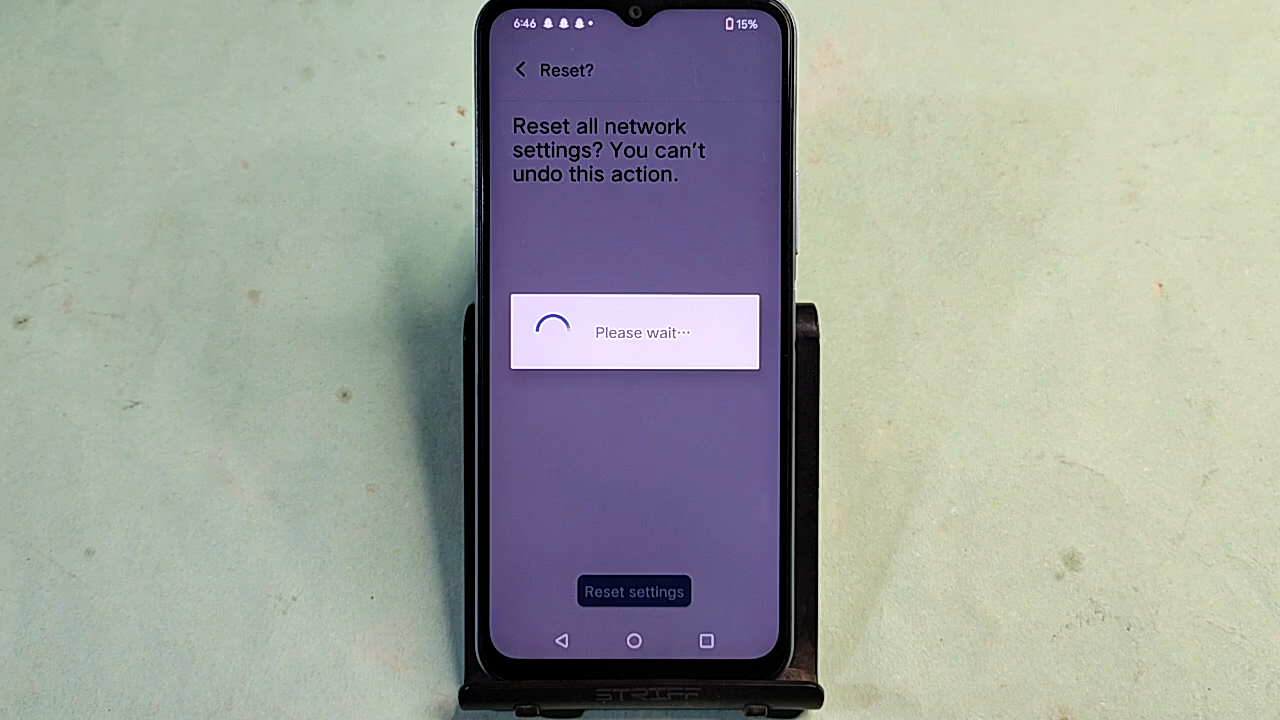 6:46
15%
Reset?
Reset all network
settings? You can't
undo this action.
Please wait...
Reset settings
STRIFF